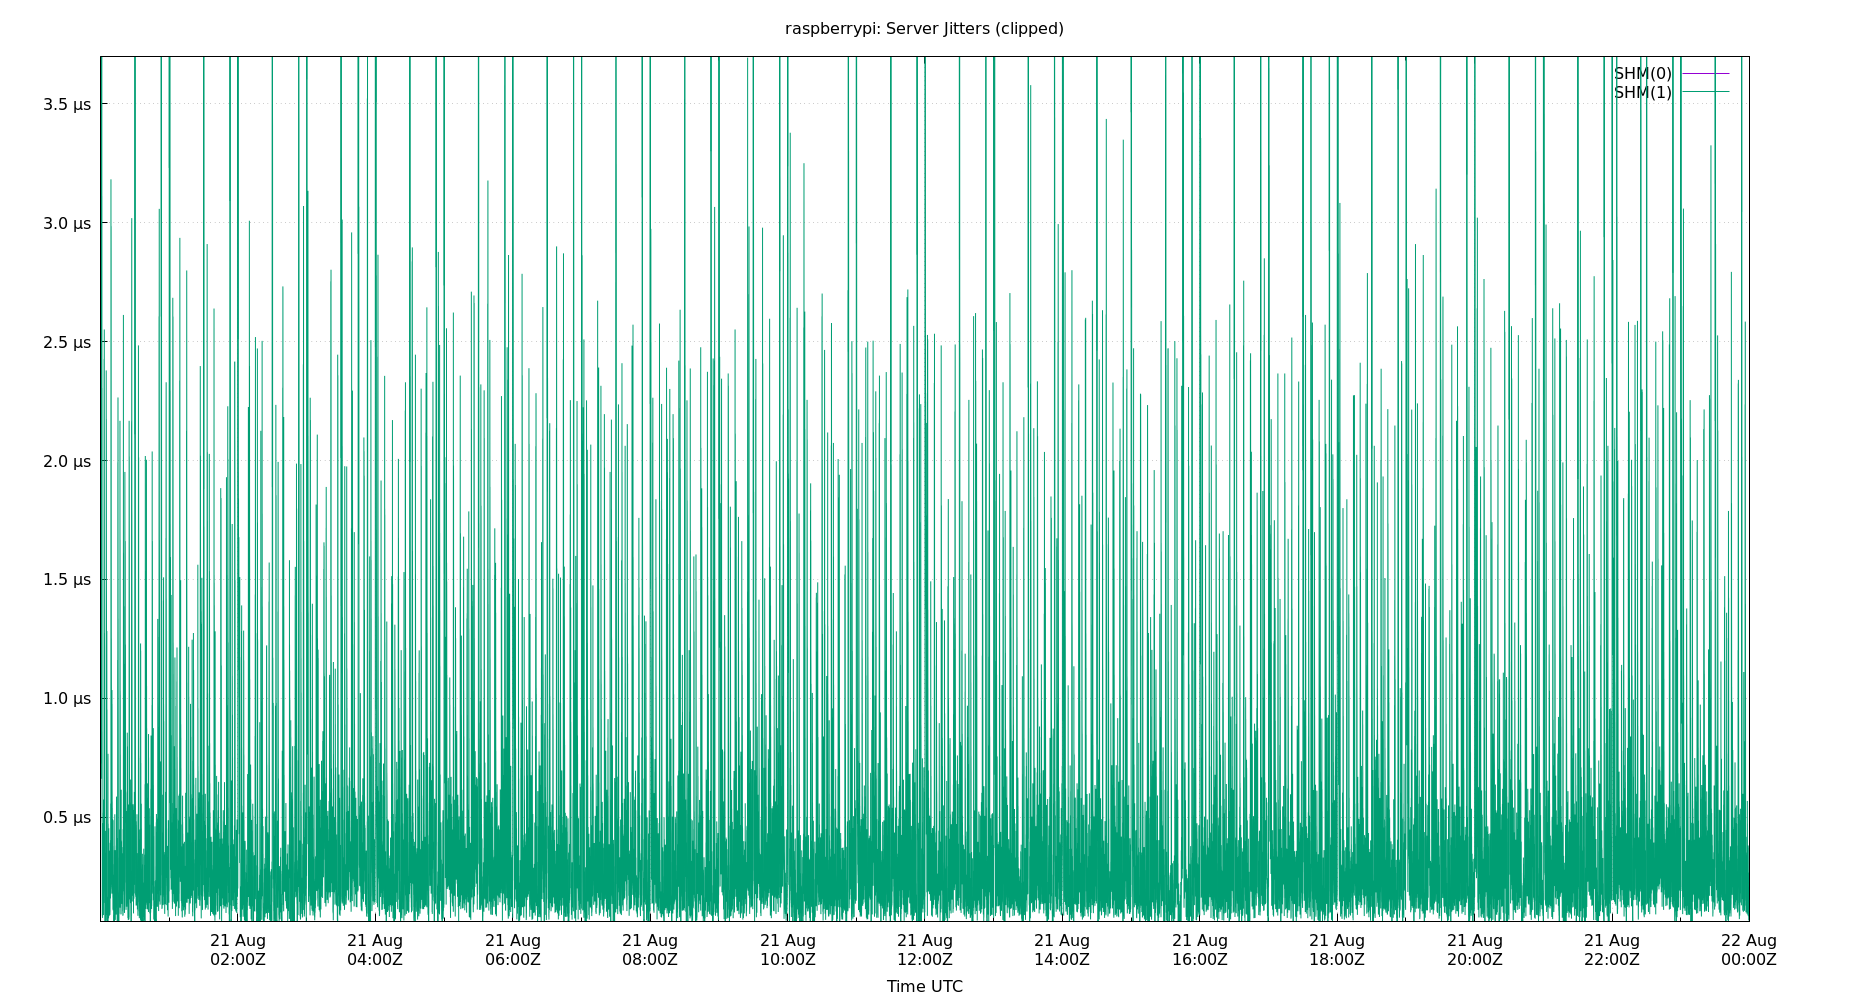 raspberrypi: Server Jitters (clipped)
SHM(0)
SHM(1)
3.5 µs
3.0 µs
2.5 µs
2.0 µs
1.5 µs
1.0 µs
0.5 µs
21 Aug 21 Aug 21 Aug 21 Aug 21 Aug 21 Aug 21 Aug 21 Aug 21 Aug 21 Aug 21 Aug 22 Aug
02:00Z 04:00Z 06:00Z 08:00Z 10:00Z 12:00Z 14:00Z 16:00Z 18:00Z 20:00Z 22:00Z 00:00Z
Time UTC